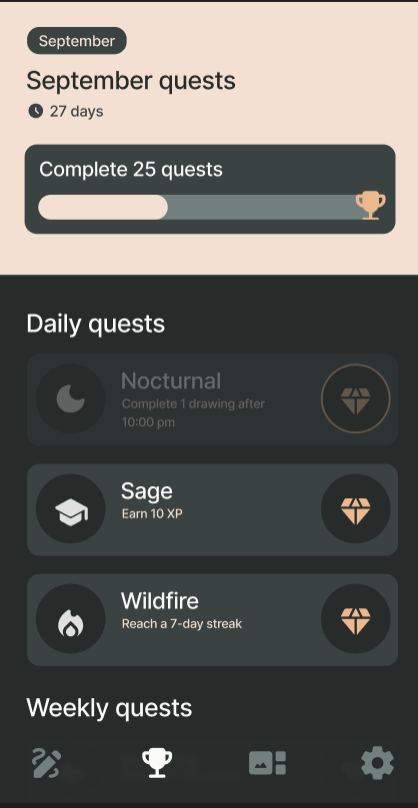 September
September quests
27 days
Complete 25 quests
Daily quests
Nocturnal
Complete 1 drawing after
10:00 pm
Sage
Earn 10 XP
Wildfire
Reach a 7-day streak
Weekly quests